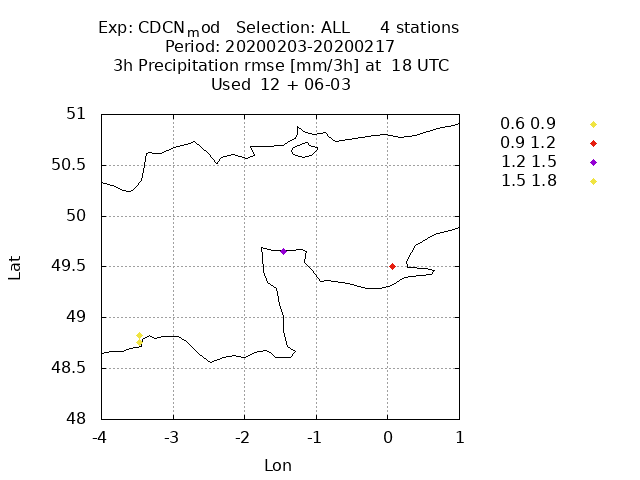 Exp: CDCN_mod Selection: ALL 4 stations
Period: 20200203-20200217
3h Precipitation rmse [mm/3h] at 18 UTC
Used 12 + 06-03
51
50.5
50
49.5
49
48.5
48
-4 -3 -2 -1 0 1
Lat
Lon
0.6 0.9
0.9 1.2
1.2 1.5
1.5 1.8